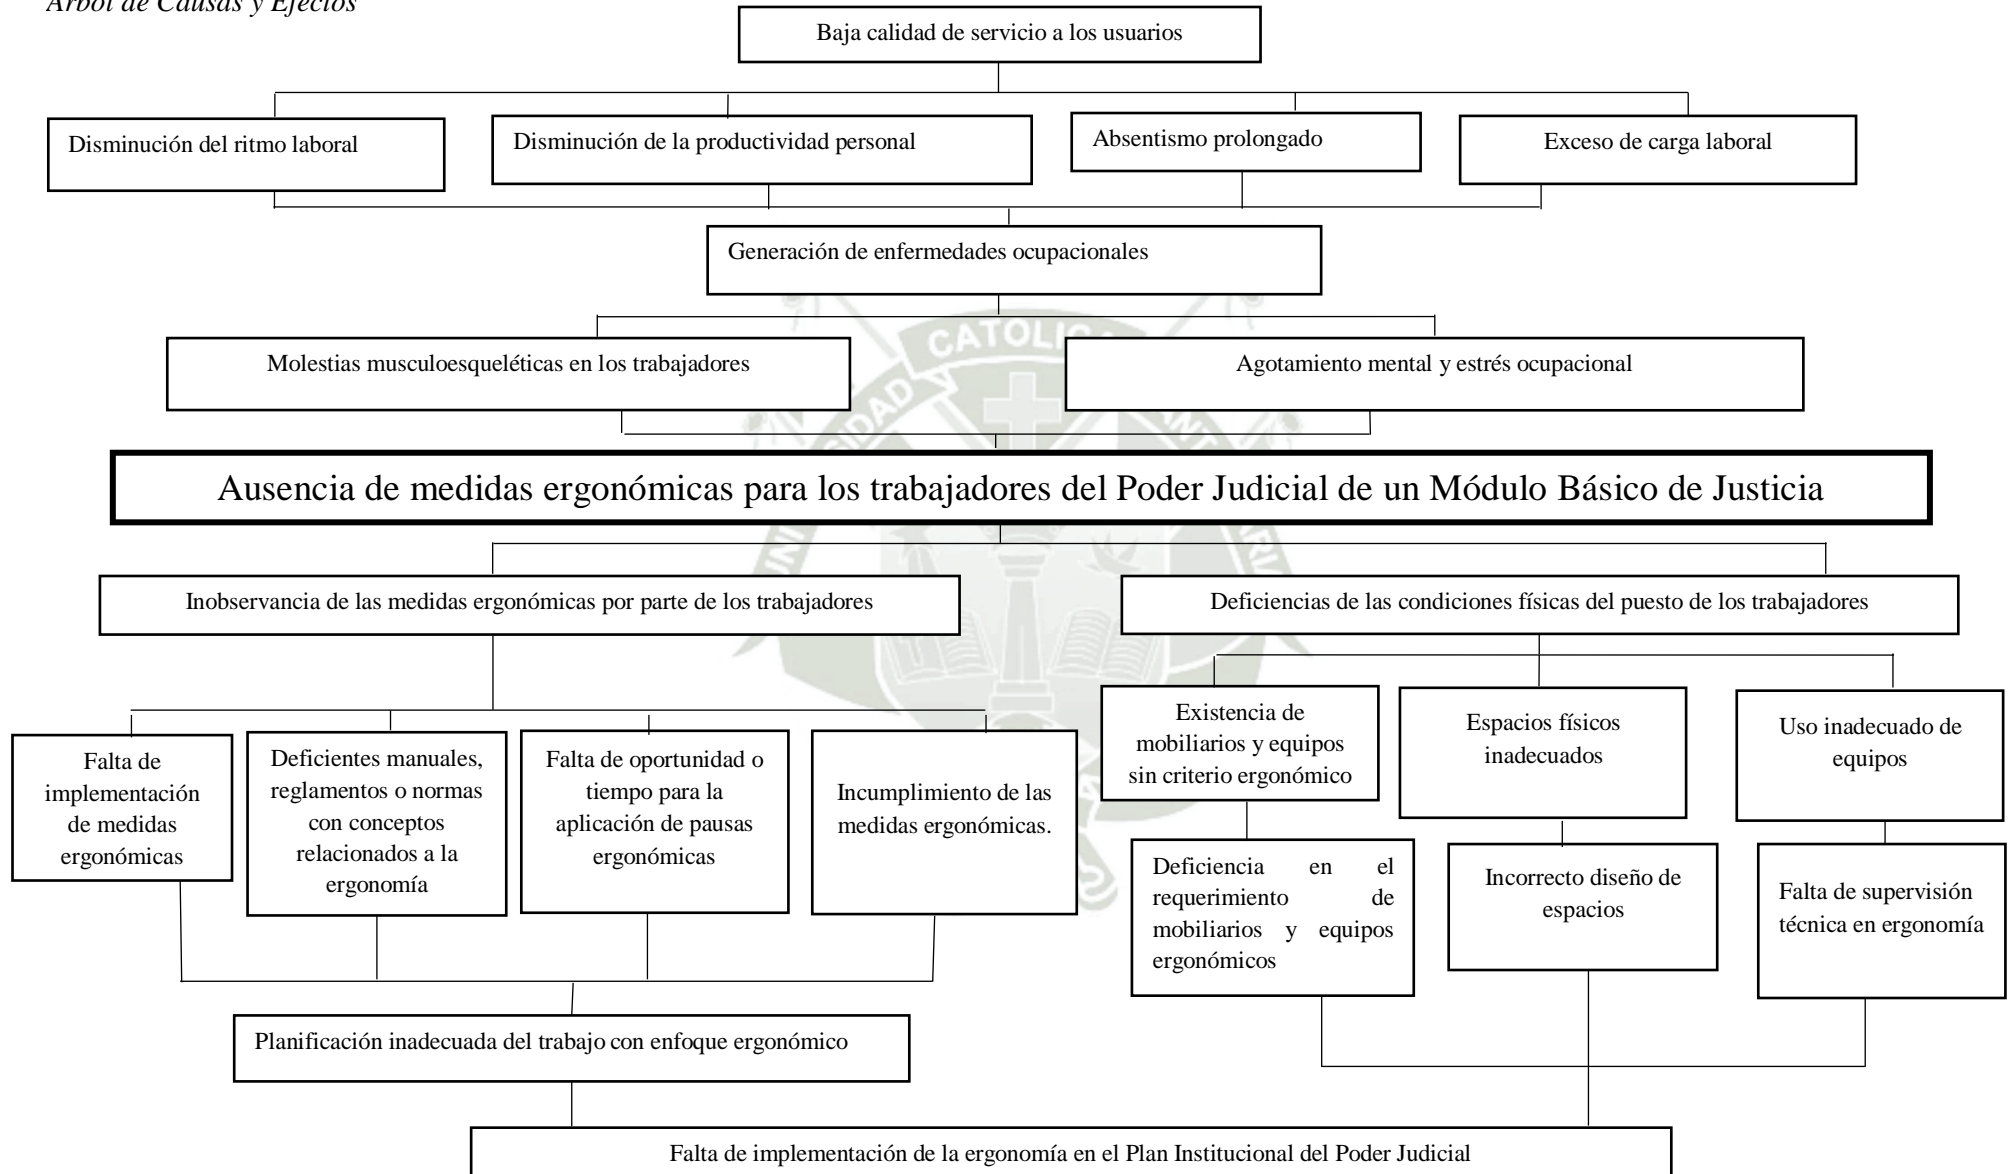 Árbol de Causas y Efectos
Baja calidad de servicio a los usuarios
Disminución del ritmo laboral
Disminución de la productividad personal
Absentismo prolongado
Exceso de carga laboral
Generación de enfermedades ocupacionales
CATOLICA
Molestias musculoesqueléticas en los trabajadores
Agotamiento mental y estrés ocupacional
Ausencia de medidas ergonómicas para los trabajadores del Poder Judicial de un Módulo Básico de Justicia
Inobservancia de las medidas ergonómicas por parte de los trabajadores
Deficiencias de las condiciones físicas del puesto de los trabajadores
Falta de
implementación
de medidas
ergonómicas
Deficientes manuales,
reglamentos o normas
con conceptos
relacionados a la
ergonomía
Falta de oportunidad o
tiempo para la
aplicación de pausas
ergonómicas
Incumplimiento de las
medidas ergonómicas.
Existencia de
mobiliarios y equipos
sin criterio ergonómico
Espacios físicos
inadecuados
Uso inadecuado de
equipos
Deficiencia en el
requerimiento de
mobiliarios y equipos
ergonómicos
Incorrecto diseño de
espacios
Falta de supervisión
técnica en ergonomía
Planificación inadecuada del trabajo con enfoque ergonómico
Falta de implementación de la ergonomía en el Plan Institucional del Poder Judicial